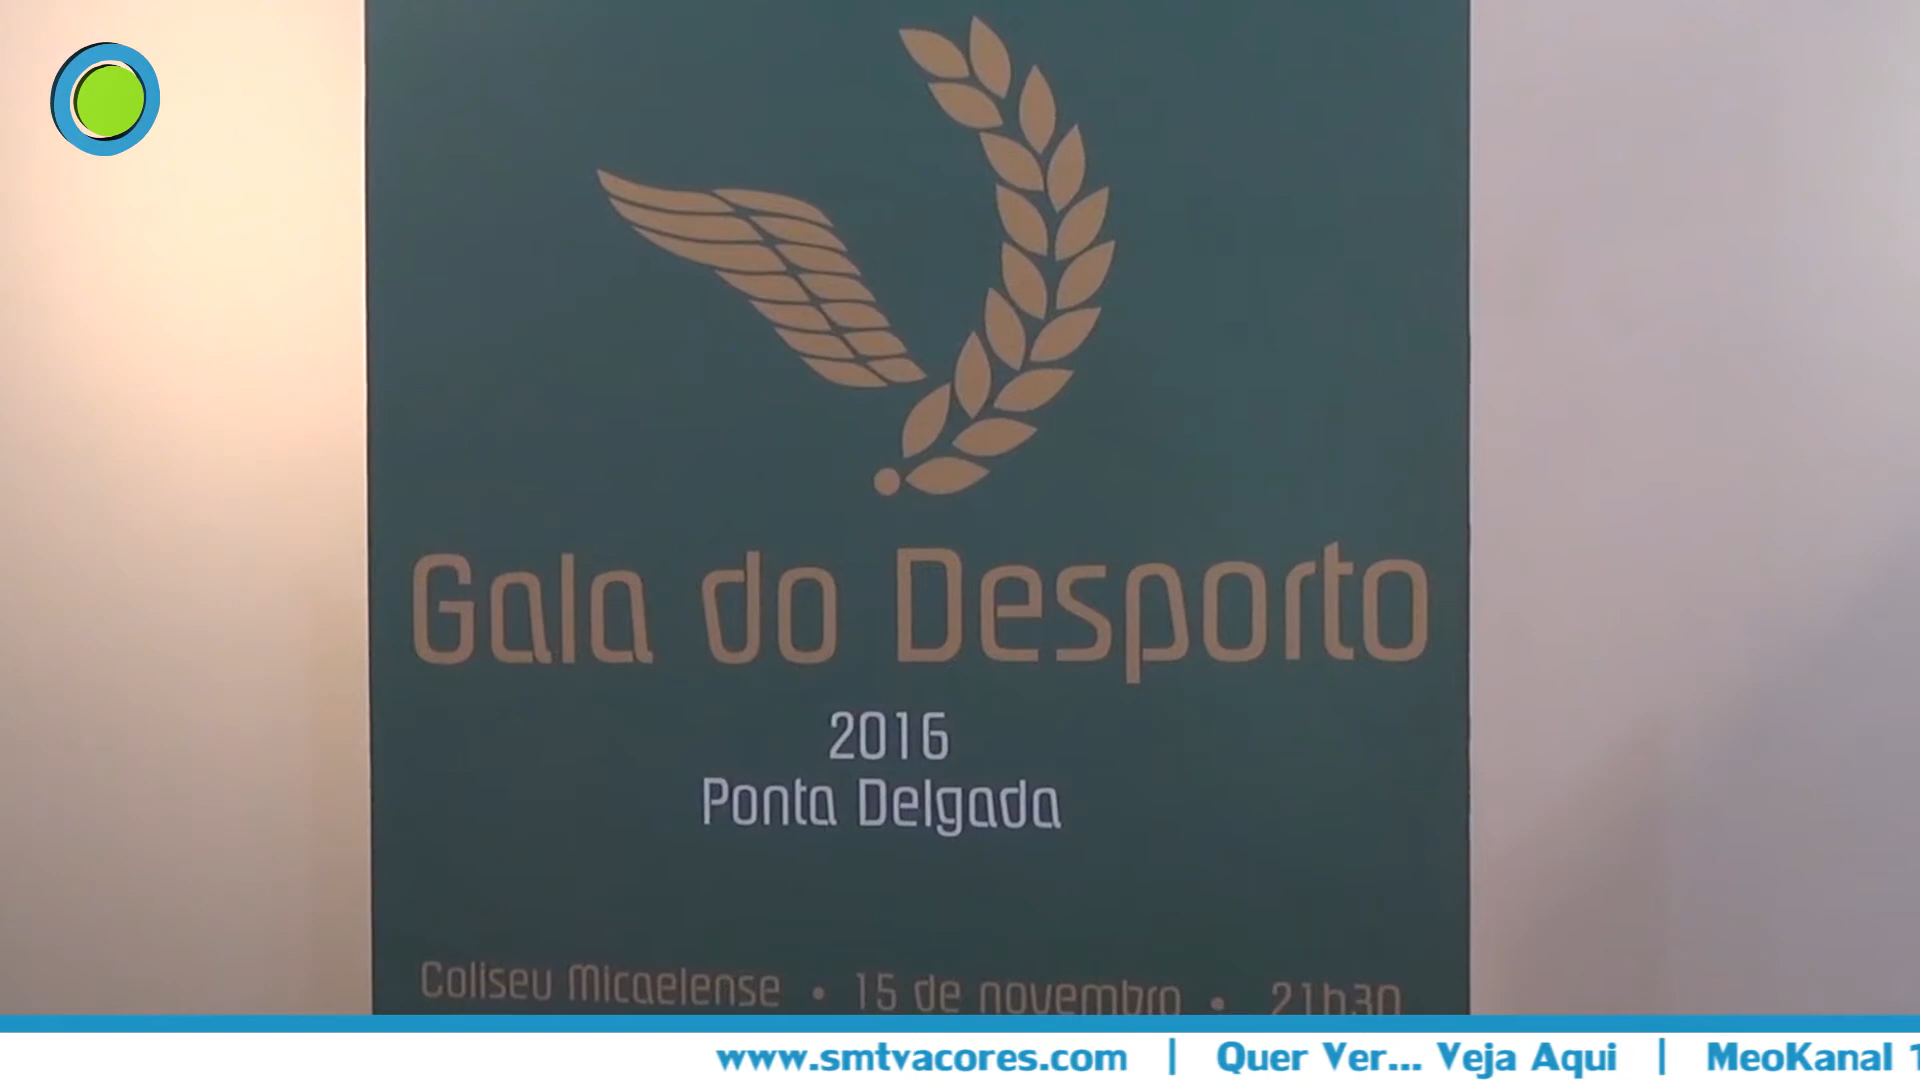 Gala do Desporto
2016
Ponta Delgada
Coliseu Micaelense • 15 de novembro • 21h30
www.smtvacores.com | Quer Ver... Veja Aqui | MeoKanal